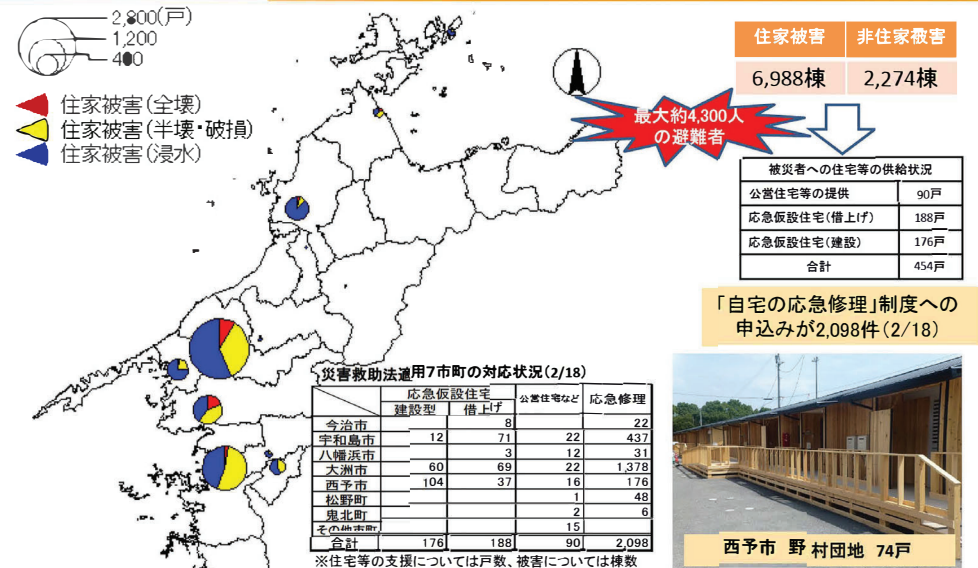 2,800(戸)
1,200
400
住家被害(全壊)
住家被害(半壊・破損)
住家被害(浸水)
住家被害 非住家被害
6,988棟 2,274棟
最大約4,300人
の避難者
被災者への住宅等の供給状況
公営住宅等の提供 90戸
応急仮設住宅(借上げ) 188戸
応急仮設住宅(建設) 176戸
合計 454戸
「自宅の応急修理」制度への
申込みが2,098件(2/18)
災害救助法適用7市町の対応状況(2/18)
応急仮設住宅 公営住宅など 応急修理
建設型 借上げ
今治市 8 22
宇和島市 12 71 22 437
八幡浜市 3 12 31
大洲市 60 69 22 1,378
西予市 104 37 16 176
松野町 1 48
鬼北町 2 6
その他市町 15
合計 176 188 90 2,098
※住宅等の支援については戸数、被害については棟数
西予市 野村団地 74戸